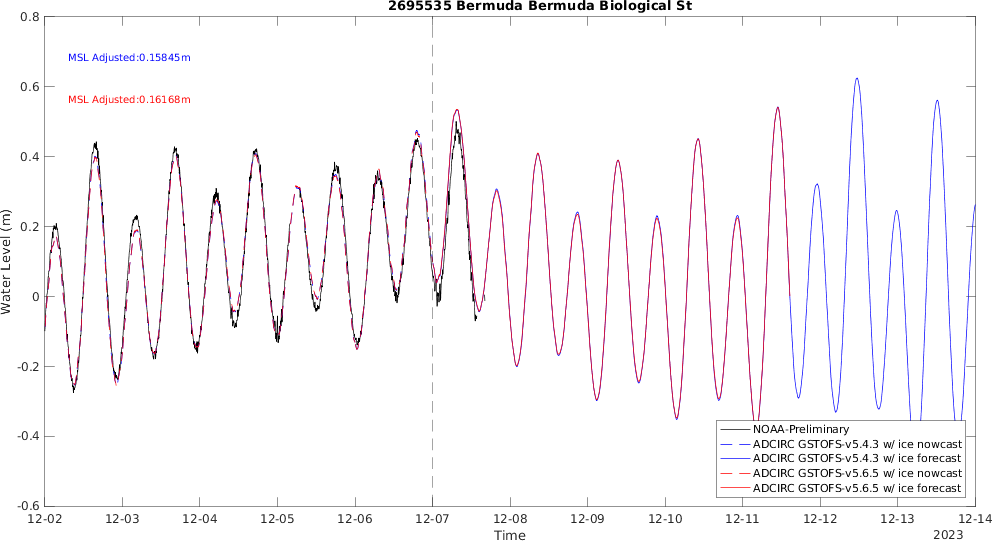 2695535 Bermuda Bermuda Biological St
0.8
MSL Adjusted:0.15845m
0.6
MSL Adjusted:0.16168m
0.4
0.2
0
-0.2
-0.4
-0.6
Water Level (m)
NOAA-Preliminary
ADCIRC GSTOFS-v5.4.3 w/ ice nowcast
ADCIRC GSTOFS-v5.4.3 w/ ice forecast
ADCIRC GSTOFS-v5.6.5 w/ ice nowcast
ADCIRC GSTOFS-v5.6.5 w/ ice forecast
12-02 12-03 12-04 12-05 12-06 12-07 12-08 12-09 12-10 12-11 12-12 12-13 12-14
Time
2023